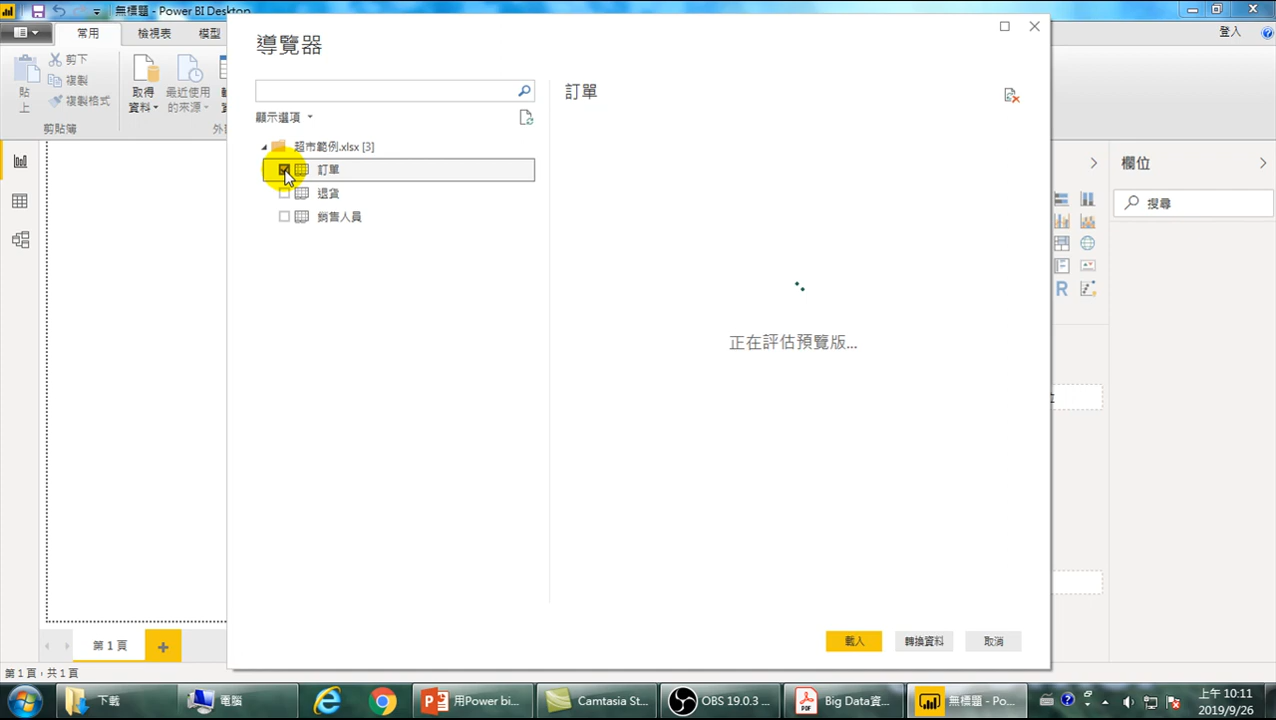 無標題 - Power BI Desktop
常用
檢視表
模型
登入
剪下
複製
複製格式
貼
上
取得
資料
最近使用
的來源
剪貼簿
導覽器
顯示選項
超市範例.xlsx [3]
訂單
退貨
銷售人員
訂單
正在評估預覽版...
載入
轉換資料
取消
欄位
搜尋
第 1 頁
第 1 頁，共 1 頁
下載
電腦
用Power bi...
Camtasia St...
OBS 19.0.3 ...
Big Data資...
無標題 - Po...
上午 10:11
2019/9/26